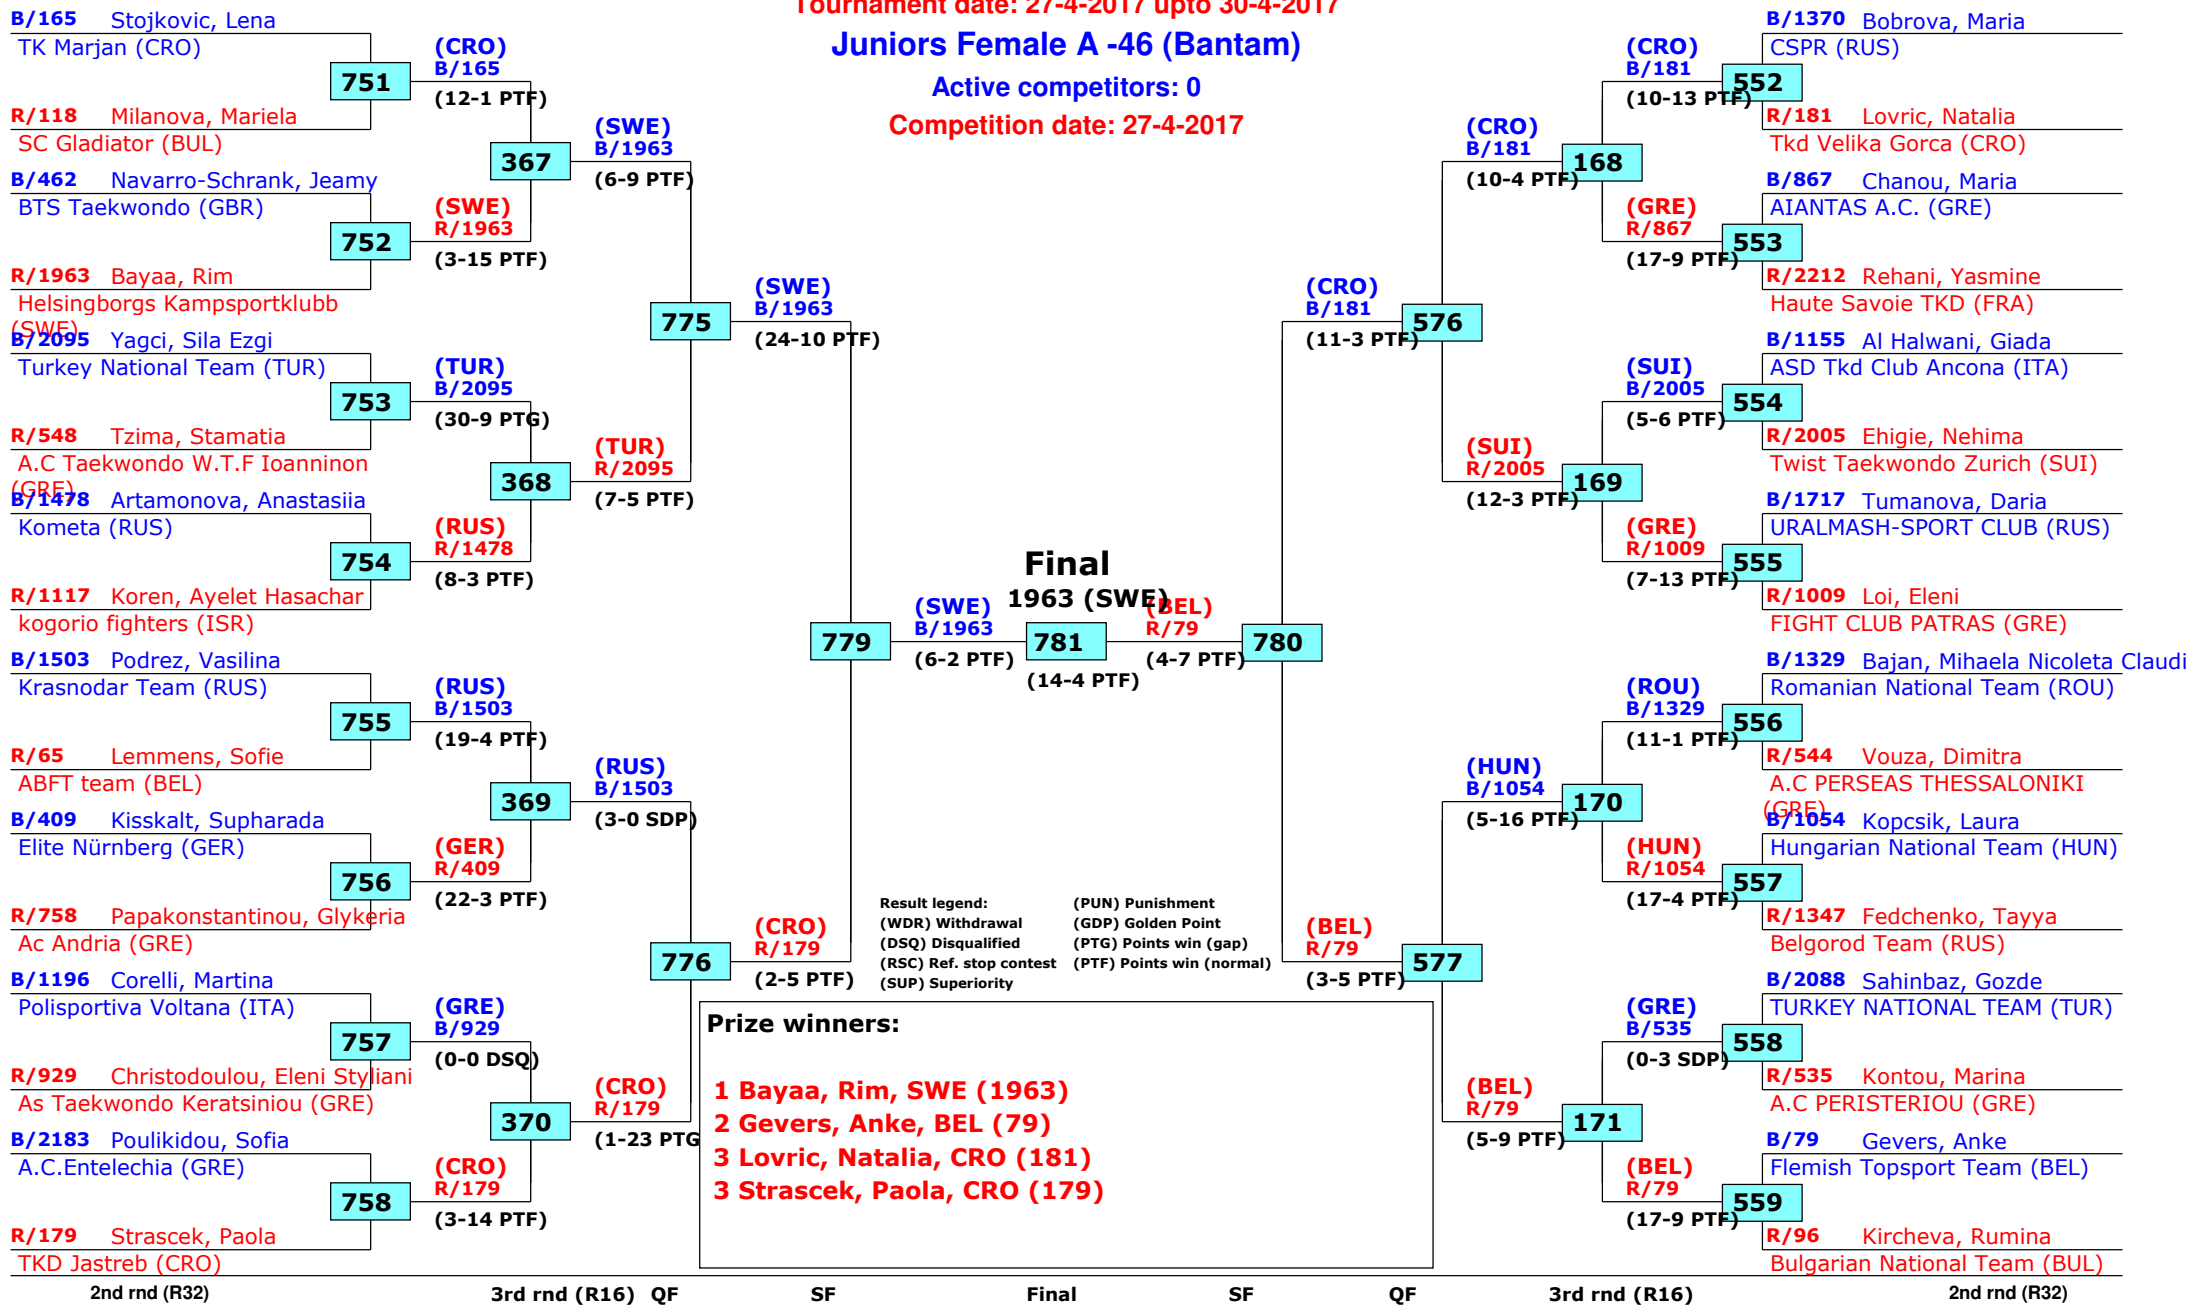 Tournament date: 27-4-2017 upto 30-4-2017
Juniors Female A -46 (Bantam)
Active competitors: 0
Competition date: 27-4-2017
B/165 Stojkovic, Lena
TK Marjan (CRO)
751
R/118 Milanova, Mariela
SC Gladiator (BUL)
B/462 Navarro-Schrank, Jeamy
BTS Taekwondo (GBR)
752
R/1963 Bayaa, Rim
Helsingborgs Kampsportklubb
(SWE)
B/2095 Yagci, Sila Ezgi
Turkey National Team (TUR)
753
R/548 Tzima, Stamatia
A.C Taekwondo W.T.F Ioanninon
(GRE)
B/1478 Artamonova, Anastasiia
Kometa (RUS)
754
R/1117 Koren, Ayelet Hasachar
kogorio fighters (ISR)
B/1503 Podrez, Vasilina
Krasnodar Team (RUS)
755
R/65 Lemmens, Sofie
ABFT team (BEL)
B/409 Kisskalt, Supharada
Elite Nürnberg (GER)
756
R/758 Papakonstantinou, Glykeria
Ac Andria (GRE)
B/1196 Corelli, Martina
Polisportiva Voltana (ITA)
757
R/929 Christodoulou, Eleni Styliani
As Taekwondo Keratsiniou (GRE)
B/2183 Poulikidou, Sofia
A.C.Entelechia (GRE)
758
R/179 Strascek, Paola
TKD Jastreb (CRO)
(CRO)
B/165
(12-1 PTF)
367
(SWE)
R/1963
(3-15 PTF)
(TUR)
B/2095
(30-9 PTG)
368
(RUS)
R/1478
(8-3 PTF)
(RUS)
B/1503
(19-4 PTF)
369
(GER)
R/409
(22-3 PTF)
(GRE)
B/929
(0-0 DSQ)
370
(CRO)
R/179
(3-14 PTF)
(SWE)
B/1963
(6-9 PTF)
775
(TUR)
R/2095
(7-5 PTF)
(RUS)
B/1503
(3-0 SDP)
776
(CRO)
R/179
(1-23 PTG
(SWE)
B/1963
(24-10 PTF)
779
(CRO)
R/179
(2-5 PTF)
(SWE)
B/1963
(6-2 PTF)
Final
1963 (SWE)
781
(14-4 PTF)
(BEL)
R/79
(4-7 PTF)
780
(CRO)
B/181
(11-3 PTF)
576
(BEL)
R/79
(3-5 PTF)
577
(CRO)
B/181
(10-4 PTF)
168
(SUI)
R/2005
(12-3 PTF)
169
(HUN)
B/1054
(5-16 PTF)
170
(BEL)
R/79
(5-9 PTF)
171
(CRO)
B/181
(10-13 PTF)
(GRE)
R/867
(17-9 PTF)
(SUI)
B/2005
(5-6 PTF)
(GRE)
R/1009
(7-13 PTF)
(ROU)
B/1329
(11-1 PTF)
(HUN)
R/1054
(17-4 PTF)
(GRE)
B/535
(0-3 SDP)
(BEL)
R/79
(17-9 PTF)
B/1370 Bobrova, Maria
CSPR (RUS)
552
R/181 Lovric, Natalia
Tkd Velika Gorca (CRO)
B/867 Chanou, Maria
AIANTAS A.C. (GRE)
553
R/2212 Rehani, Yasmine
Haute Savoie TKD (FRA)
B/1155 Al Halwani, Giada
ASD Tkd Club Ancona (ITA)
554
R/2005 Ehigie, Nehima
Twist Taekwondo Zurich (SUI)
B/1717 Tumanova, Daria
URALMASH-SPORT CLUB (RUS)
555
R/1009 Loi, Eleni
FIGHT CLUB PATRAS (GRE)
B/1329 Bajan, Mihaela Nicoleta Claudi
Romanian National Team (ROU)
556
R/544 Vouza, Dimitra
A.C PERSEAS THESSALONIKI
(GRE)
B/1054 Kopcsik, Laura
Hungarian National Team (HUN)
557
R/1347 Fedchenko, Tayya
Belgorod Team (RUS)
B/2088 Sahinbaz, Gozde
TURKEY NATIONAL TEAM (TUR)
558
R/535 Kontou, Marina
A.C PERISTERIOU (GRE)
B/79 Gevers, Anke
Flemish Topsport Team (BEL)
559
R/96 Kircheva, Rumina
Bulgarian National Team (BUL)
Result legend: (PUN) Punishment
(WDR) Withdrawal (GDP) Golden Point
(DSQ) Disqualified (PTG) Points win (gap)
(RSC) Ref. stop contest (PTF) Points win (normal)
(SUP) Superiority
Prize winners:
1 Bayaa, Rim, SWE (1963)
2 Gevers, Anke, BEL (79)
3 Lovric, Natalia, CRO (181)
3 Strascek, Paola, CRO (179)
2nd rnd (R32) 3rd rnd (R16) QF SF Final SF QF 3rd rnd (R16) 2nd rnd (R32)